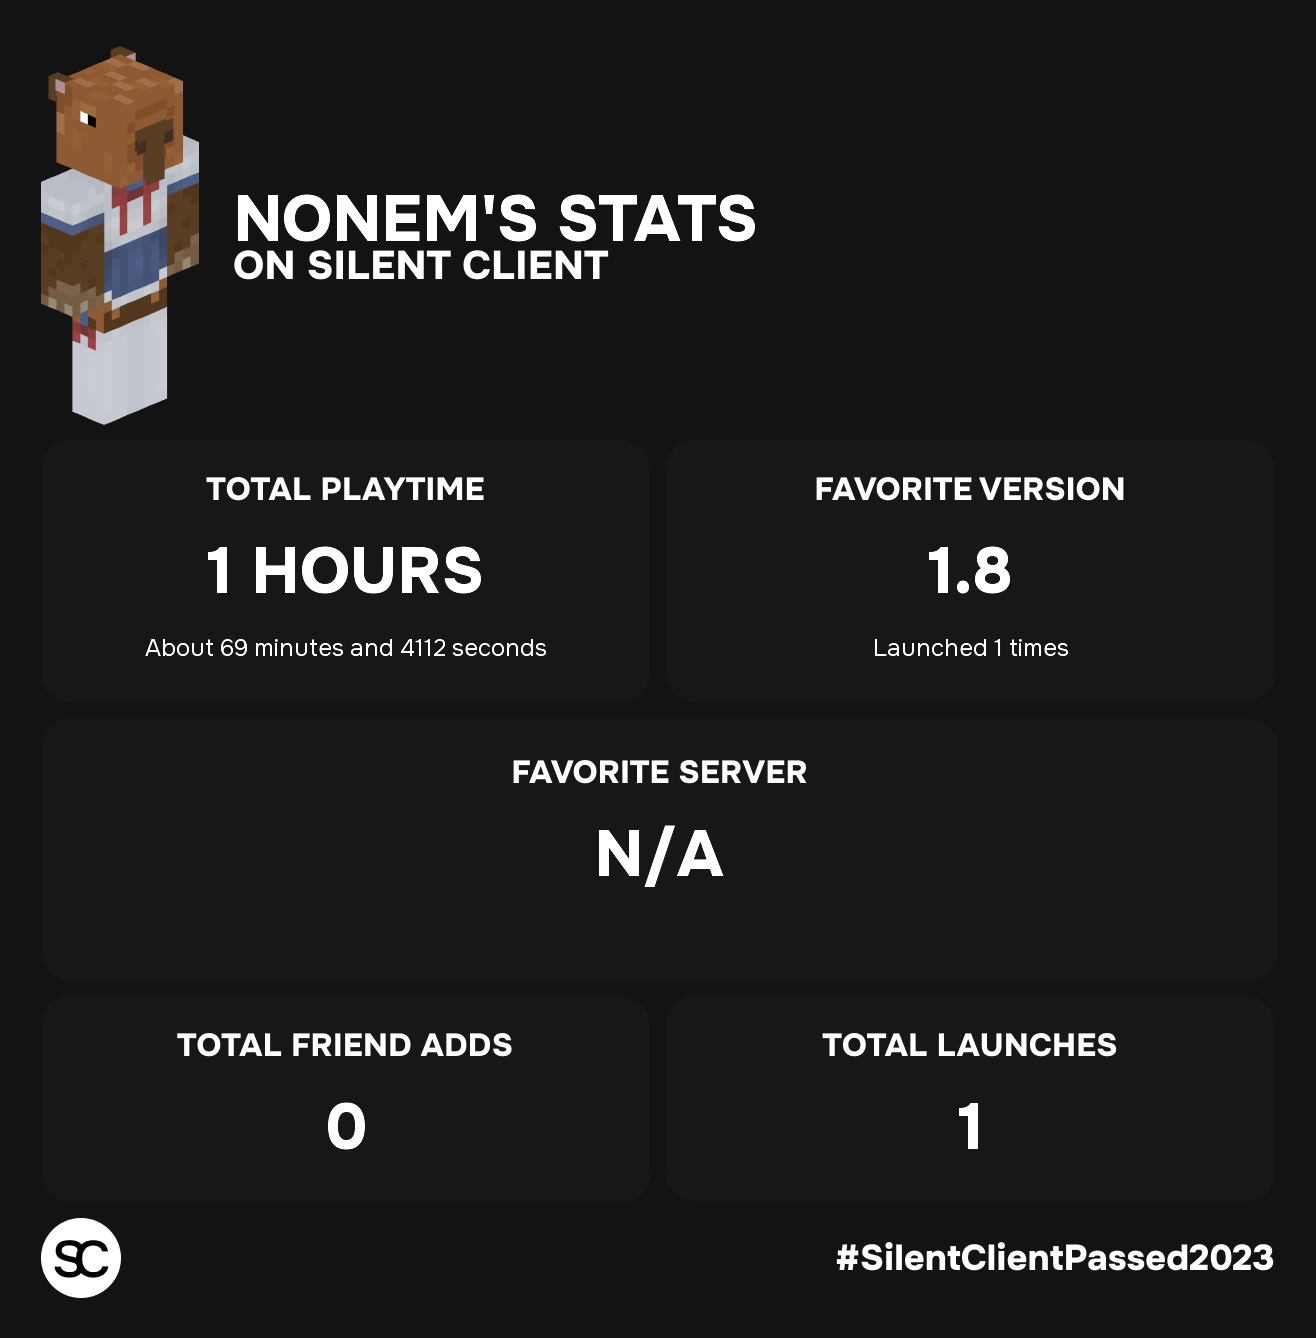 NONEM'S STATS
ON SILENT CLIENT
TOTAL PLAYTIME
1 HOURS
About 69 minutes and 4112 seconds
FAVORITE VERSION
1.8
Launched 1 times
FAVORITE SERVER
N/A
TOTAL FRIEND ADDS
0
TOTAL LAUNCHES
1
SC
#SilentClientPassed2023